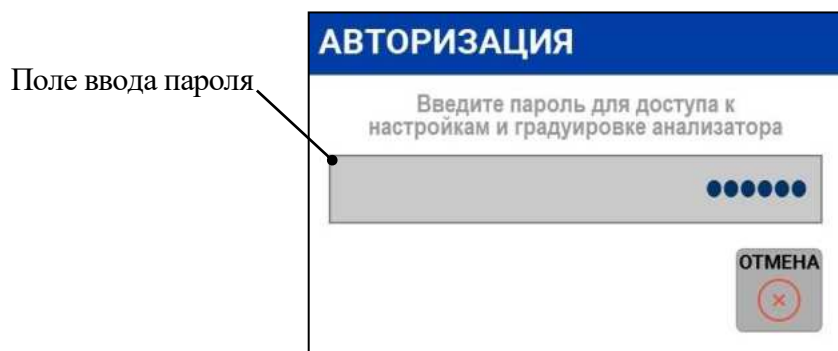 АВТОРИЗАЦИЯ
Поле ввода пароля
Введите пароль для доступа к
настройкам и градуировке анализатора
●●●●●●
ОТМЕНА